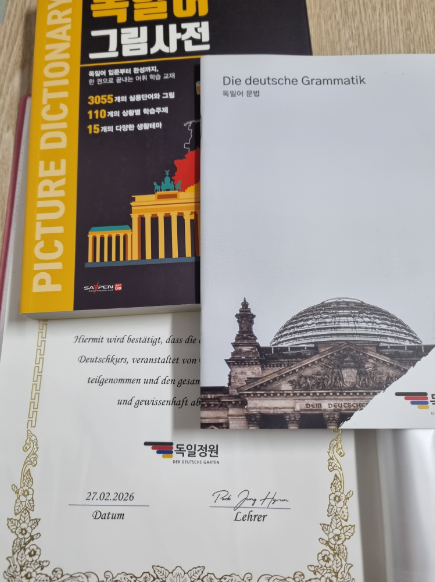 PICTURE DICTIONARY
독일어
그림사전
독일어 입문부터 완성까지,
한 권으로 끝나는 어휘 학습 교재
3055개의 실용단어와 그림
110개의 상황별 학습주제
15개의 다양한 생활테마
Die deutsche Grammatik
독일어 문법
DEM DEUTSCHE
독
Hiermit wird bestätigt, dass die
Deutschkurs, veranstaltet von
teilgenommen und den gesam
und gewissenhaft ab
독일정원
DER DEUTSCHE GARTEN
27.02.2026
Datum
Lehrer